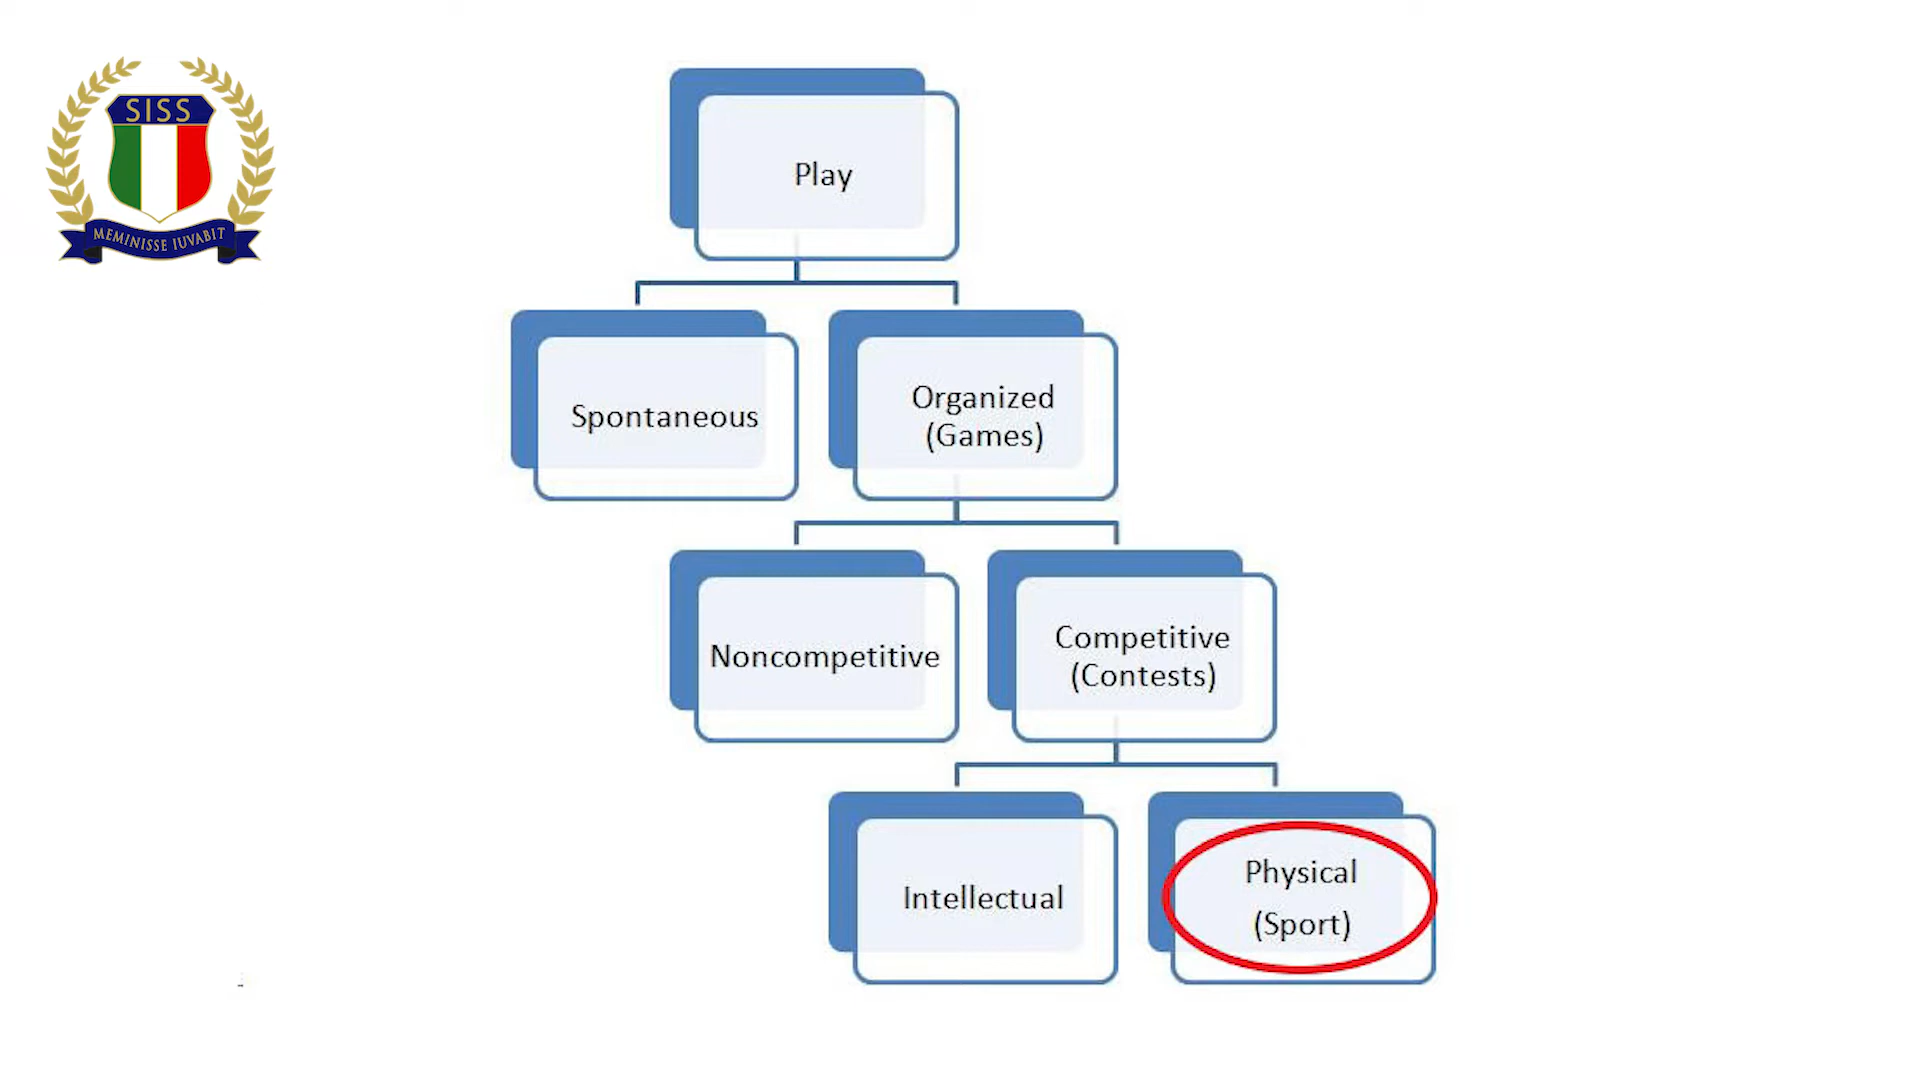 SISS
MEMINISSE IUVABIT
Play
Spontaneous
Organized
(Games)
Noncompetitive
Competitive
(Contests)
Intellectual
Physical
(Sport)